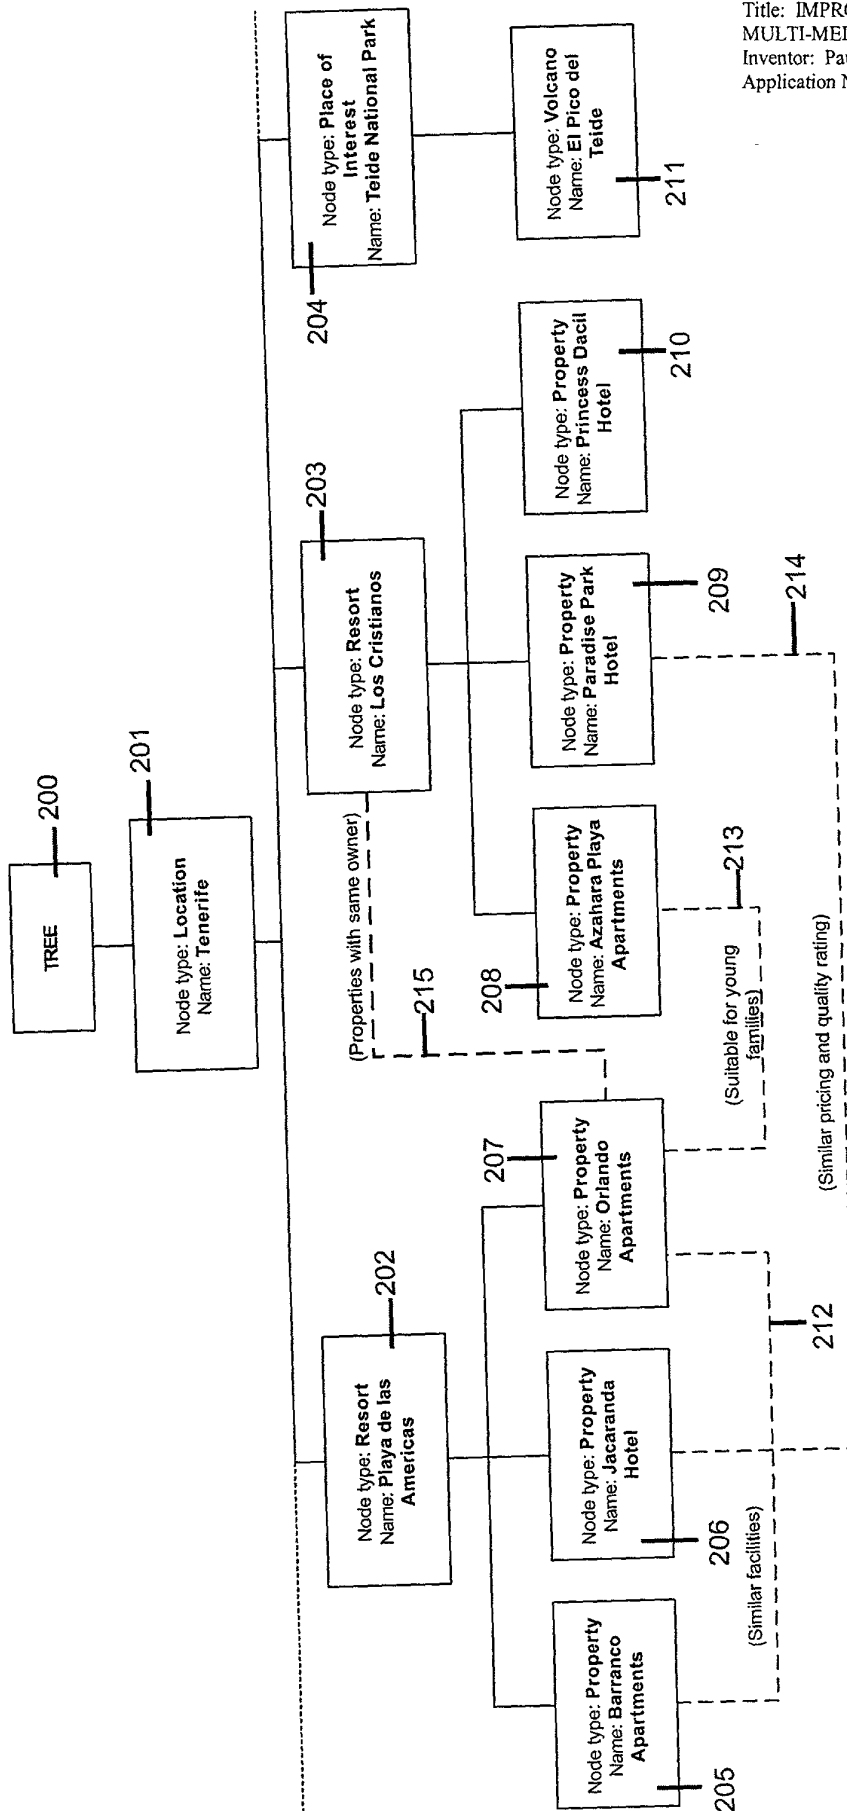 Title: IMPRO
MULTI-MED
Inventor: Pau
Application N
TREE
200
Node type: Location
Name: Tenerife
201
Node type: Resort
Name: Playa de las
Americas
202
Node type: Resort
Name: Los Cristianos
203
Node type: Place of
Interest
Name: Teide National Park
204
(Properties with same owner)
215
Node type: Property
Name: Barranco
Apartments
205
Node type: Property
Name: Jacaranda
Hotel
206
Node type: Property
Name: Orlando
Apartments
207
Node type: Property
Name: Azahara Playa
Apartments
208
Node type: Property
Name: Paradise Park
Hotel
209
Node type: Property
Name: Princess Dacil
Hotel
210
Node type: Volcano
Name: El Pico del
Teide
211
(Similar facilities)
212
(Suitable for young
families)
213
(Similar pricing and quality rating)
214